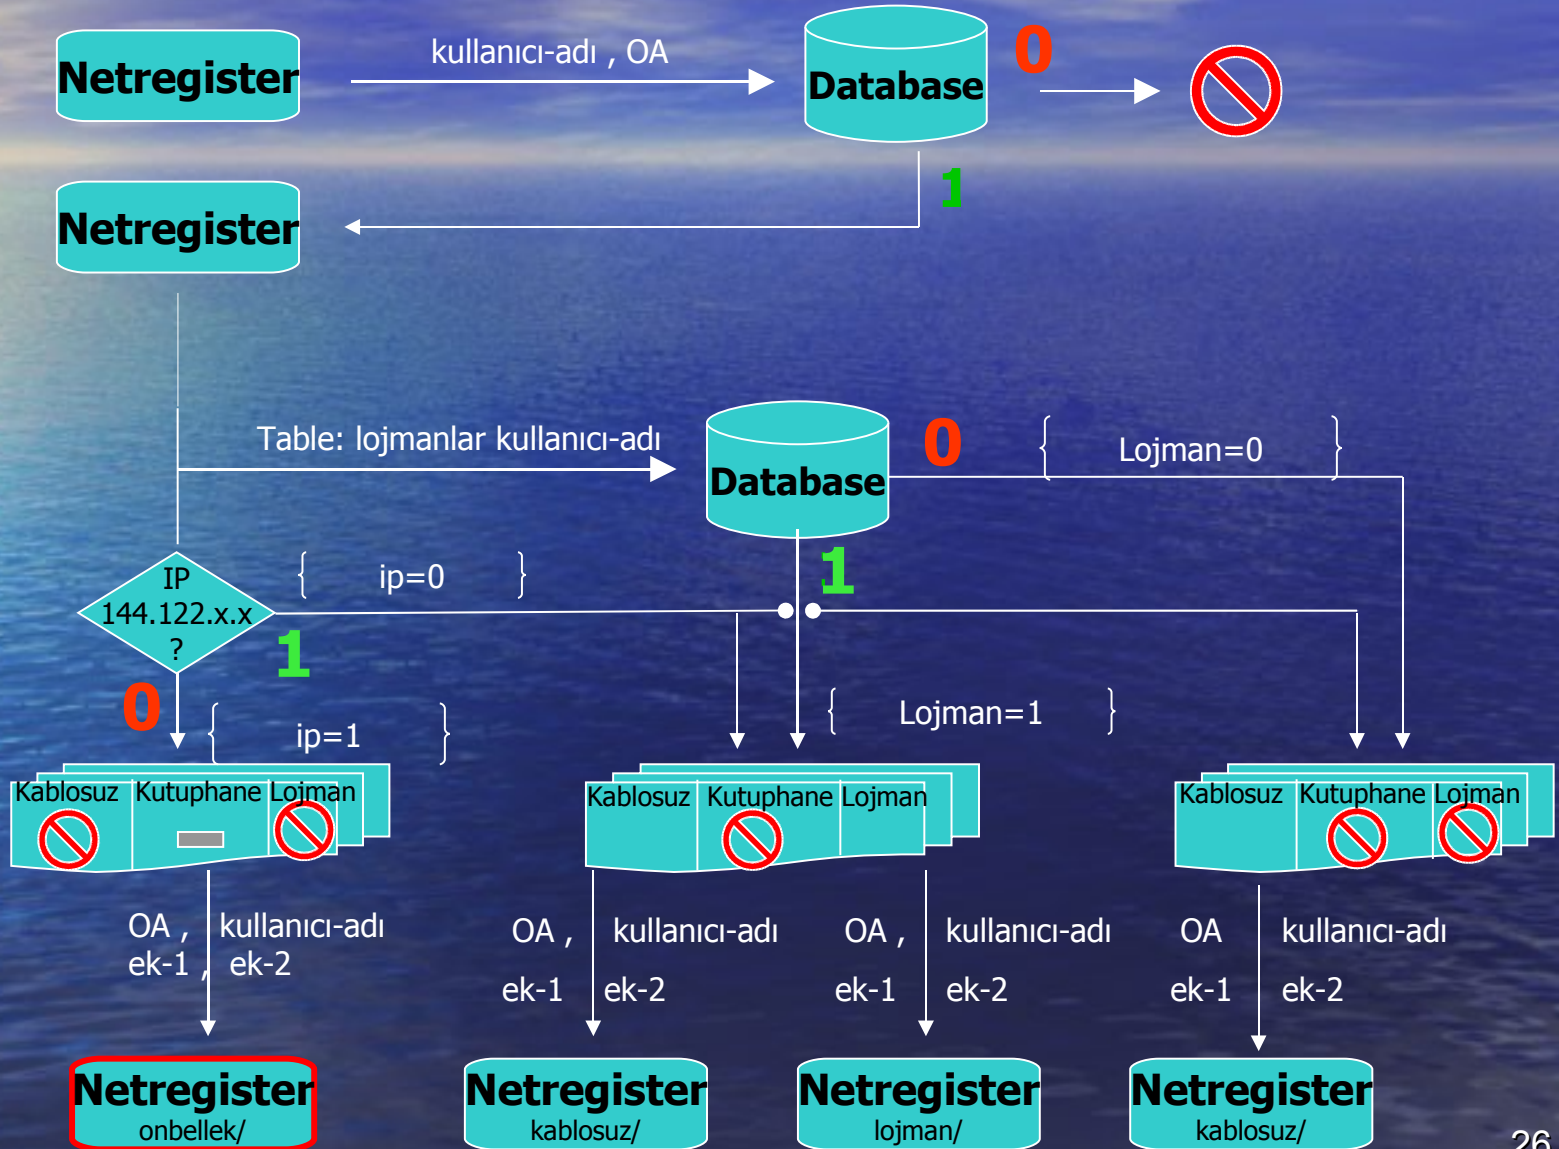 Netregister
kullanıcı-adı , OA
Database
0
1
Netregister
Table: lojmanlar kullanıcı-adı
Database
0
Lojman=0
1
IP
144.122.x.x
?
ip=0
1
0
ip=1
Lojman=1
Kablosuz Kutuphane Lojman
Kablosuz Kutuphane Lojman
Kablosuz Kutuphane Lojman
OA , kullanıcı-adı
ek-1 , ek-2
OA , kullanıcı-adı
ek-1 ek-2
OA , kullanıcı-adı
ek-1 ek-2
OA kullanıcı-adı
ek-1 ek-2
Netregister
onbellek/
Netregister
kablosuz/
Netregister
lojman/
Netregister
kablosuz/
26